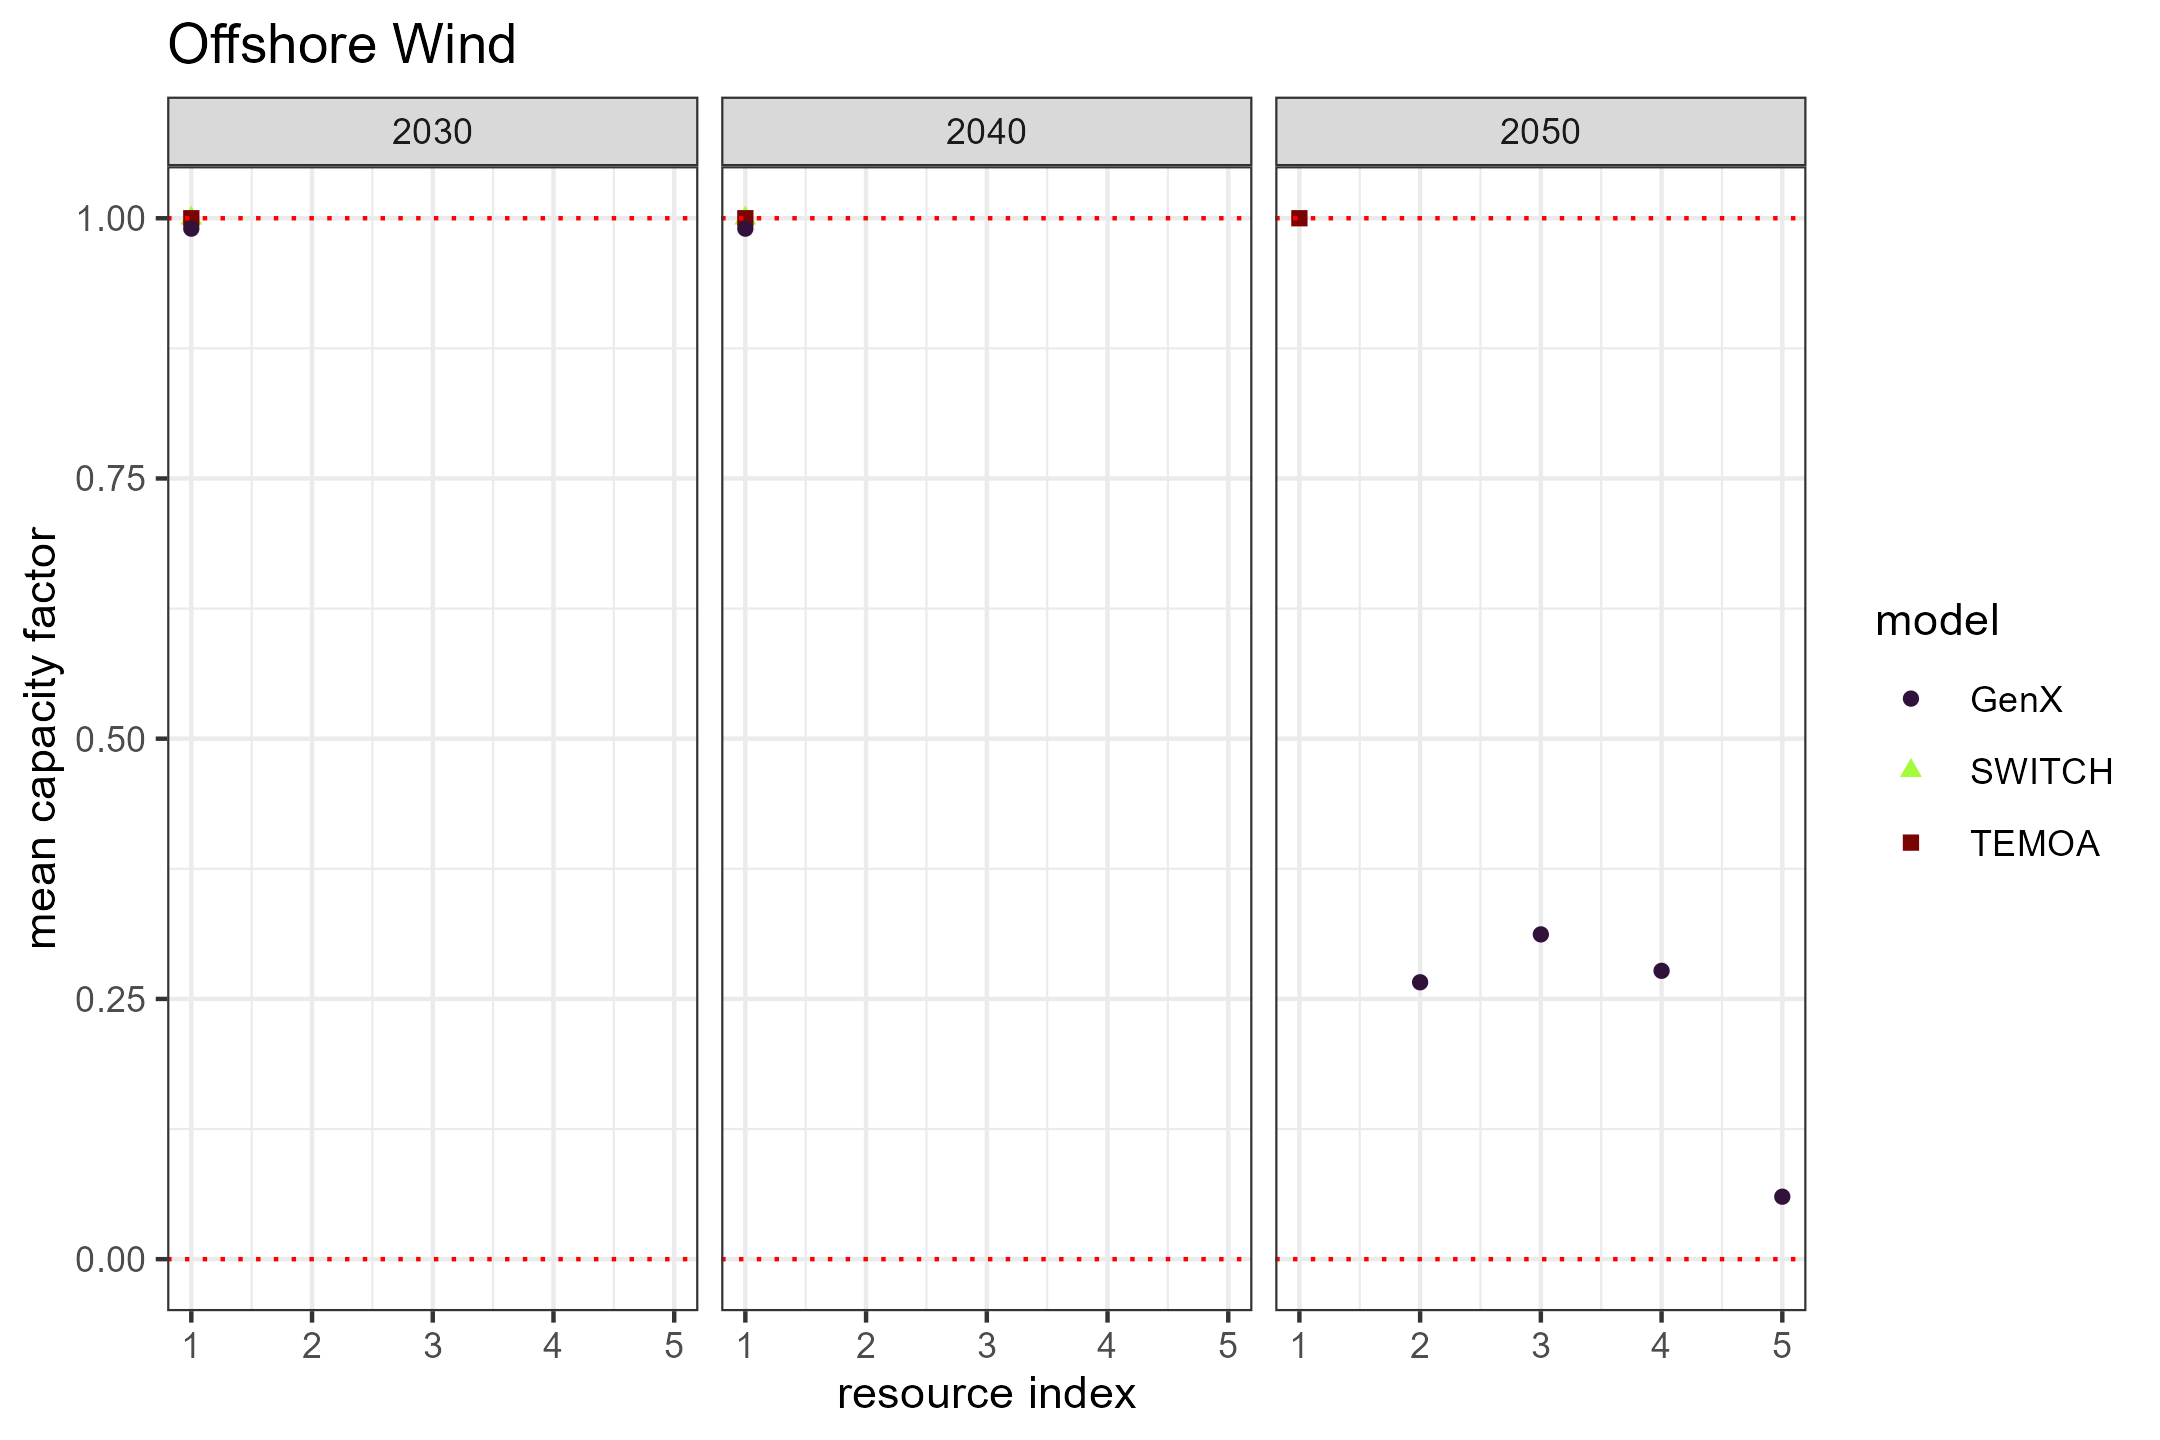 Offshore Wind
2030 2040 2050
mean capacity factor
1.00
0.75
0.50
0.25
0.00
1 2 3 4 5 1 2 3 4 5 1 2 3 4 5
resource index
model
GenX
SWITCH
TEMOA